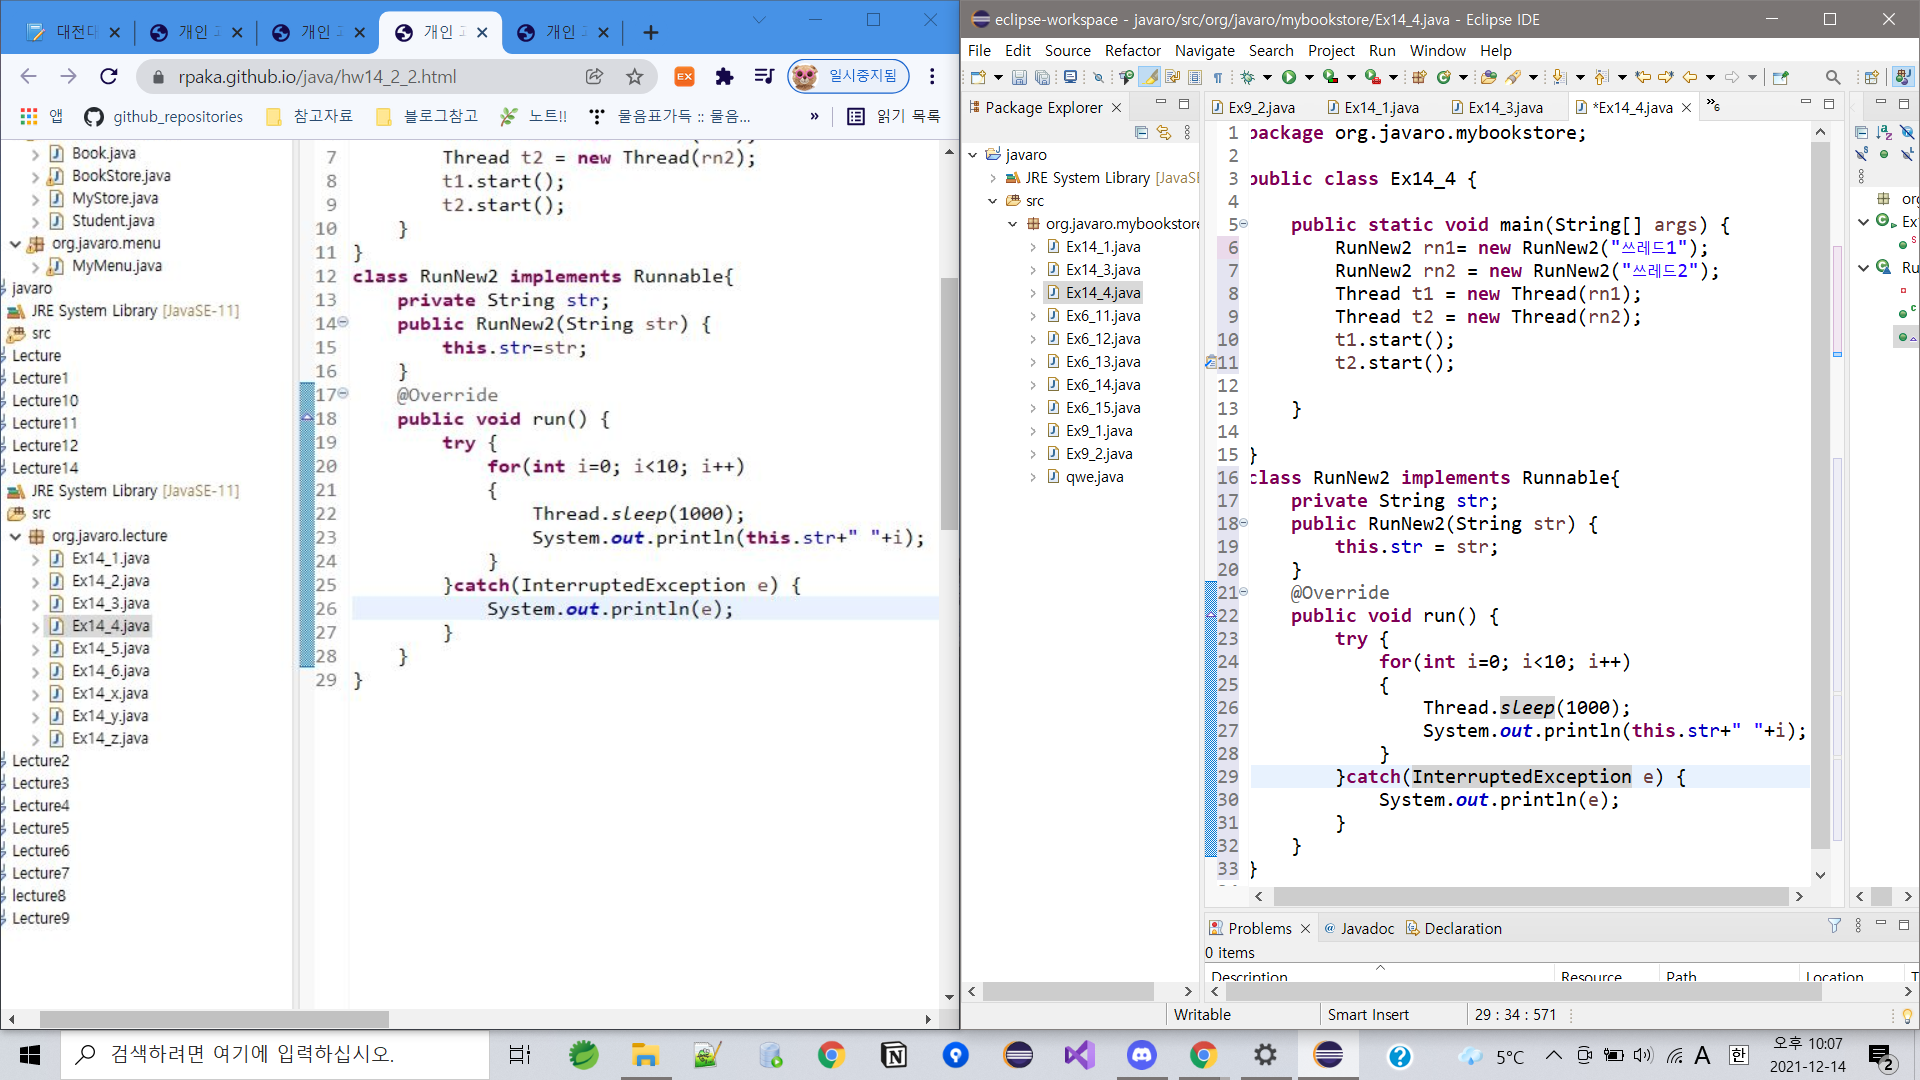 대전대
개인 고
개인 고
개인 고
개인 고
rpaka.github.io/java/hw14_2_2.html
EX
일시중지됨
앱
github_repositories
참고자료
블로그참고
노트!!
물음표가득 :: 물음...
»
읽기 목록
Book.java
BookStore.java
MyStore.java
Student.java
org.javaro.menu
MyMenu.java
javaro
JRE System Library [JavaSE-11]
src
Lecture
Lecture1
Lecture10
Lecture11
Lecture12
Lecture14
JRE System Library [JavaSE-11]
src
org.javaro.lecture
Ex14_1.java
Ex14_2.java
Ex14_3.java
Ex14_4.java
Ex14_5.java
Ex14_6.java
Ex14_x.java
Ex14_y.java
Ex14_z.java
Lecture2
Lecture3
Lecture4
Lecture5
Lecture6
Lecture7
lecture8
Lecture9
7 Thread t2 = new Thread(rn2);
8 t1.start();
9 t2.start();
10 }
11 }
12 class RunNew2 implements Runnable{
13 private String str;
14 public RunNew2(String str) {
15 this.str=str;
16 }
17 @Override
18 public void run() {
19 try {
20 for(int i=0; i<10; i++)
21 {
22 Thread.sleep(1000);
23 System.out.println(this.str+" "+i);
24 }
25 }catch(InterruptedException e) {
26 System.out.println(e);
27 }
28 }
29 }
eclipse-workspace - javaro/src/org/javaro/mybookstore/Ex14_4.java - Eclipse IDE
File Edit Source Refactor Navigate Search Project Run Window Help
Package Explorer
javaro
JRE System Library [JavaSE
src
org.javaro.mybookstore
Ex14_1.java
Ex14_3.java
Ex14_4.java
Ex6_11.java
Ex6_12.java
Ex6_13.java
Ex6_14.java
Ex6_15.java
Ex9_1.java
Ex9_2.java
qwe.java
Ex9_2.java
Ex14_1.java
Ex14_3.java
*Ex14_4.java
»6
1 package org.javaro.mybookstore;
2
3 public class Ex14_4 {
4
5 public static void main(String[] args) {
6 RunNew2 rn1= new RunNew2("쓰레드1");
7 RunNew2 rn2 = new RunNew2("쓰레드2");
8 Thread t1 = new Thread(rn1);
9 Thread t2 = new Thread(rn2);
10 t1.start();
11 t2.start();
12
13 }
14
15 }
16 class RunNew2 implements Runnable{
17 private String str;
18 public RunNew2(String str) {
19 this.str = str;
20 }
21 @Override
22 public void run() {
23 try {
24 for(int i=0; i<10; i++)
25 {
26 Thread.sleep(1000);
27 System.out.println(this.str+" "+i);
28 }
29 }catch(InterruptedException e) {
30 System.out.println(e);
31 }
32 }
33 }
org
Ex1
Ru
Problems
@ Javadoc
Declaration
0 items
Description
Resource
Path
Location
T
Writable
Smart Insert
29 : 34 : 571
검색하려면 여기에 입력하십시오.
5°C
A
한
오후 10:07
2021-12-14
2